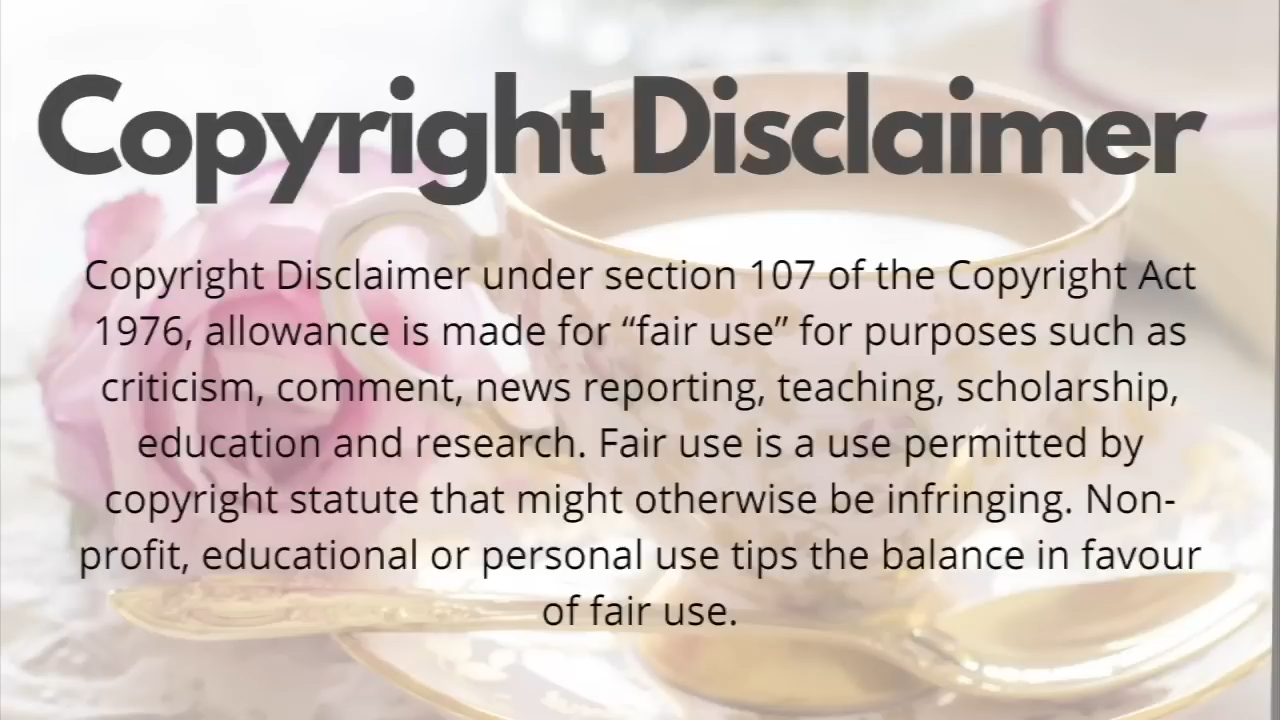 Copyright Disclaimer
Copyright Disclaimer under section 107 of the Copyright Act
1976, allowance is made for “fair use” for purposes such as
criticism, comment, news reporting, teaching, scholarship,
education and research. Fair use is a use permitted by
copyright statute that might otherwise be infringing. Non-
profit, educational or personal use tips the balance in favour
of fair use.